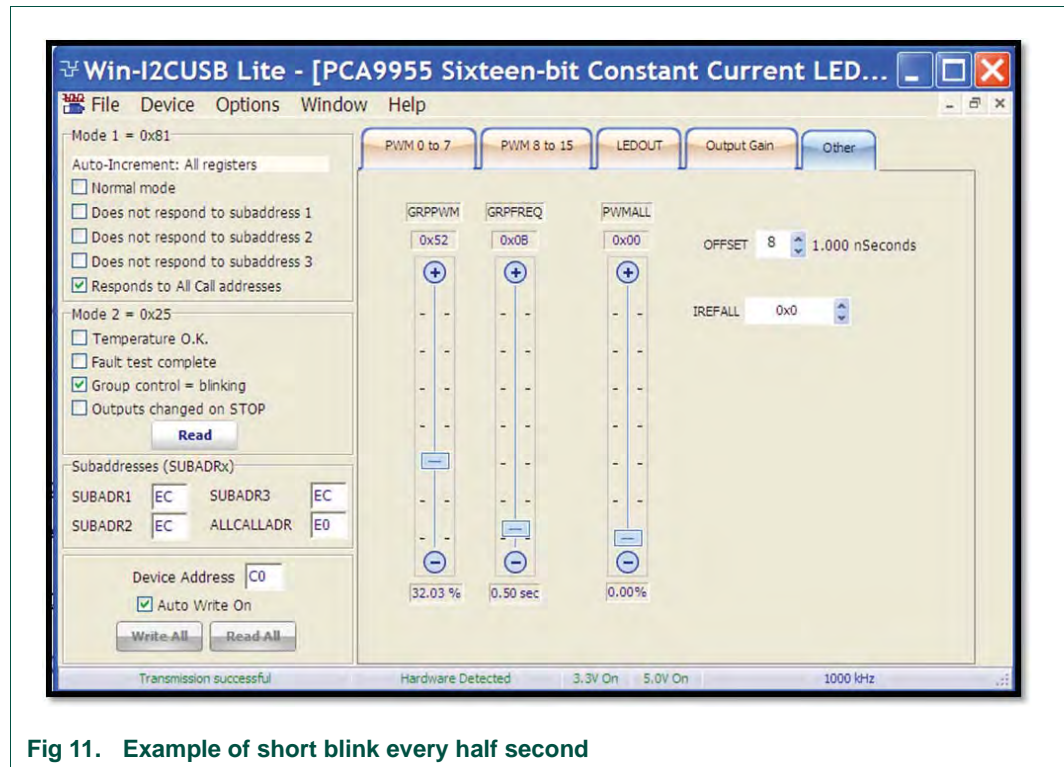 Win-I2CUSB Lite - [PCA9955 Sixteen-bit Constant Current LED...
File Device Options Window Help
Mode 1 = 0x81
Auto-Increment: All registers
Normal mode
Does not respond to subaddress 1
Does not respond to subaddress 2
Does not respond to subaddress 3
Responds to All Call addresses
Mode 2 = 0x25
Temperature O.K.
Fault test complete
Group control = blinking
Outputs changed on STOP
Read
Subaddresses (SUBADRx)
SUBADR1 EC SUBADR3 EC
SUBADR2 EC ALLCALLADR E0
Device Address C0
Auto Write On
Write All Read All
PWM 0 to 7 PWM 8 to 15 LEDOUT Output Gain Other
GRPPWM GRPFREQ PWMALL
0x52 0x0B 0x00
OFFSET 8 1.000 nSeconds
IREFALL 0x0
32.03 % 0.50 sec 0.00%
Transmission successful Hardware Detected 3.3V On 5.0V On 1000 kHz
Fig 11. Example of short blink every half second